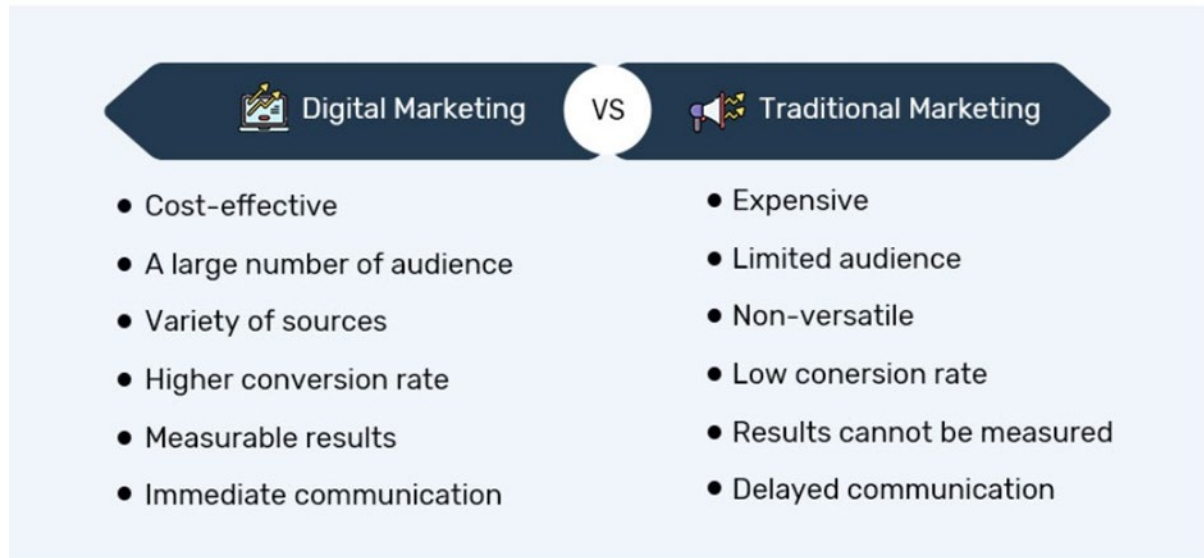 Digital Marketing
VS
Traditional Marketing
Cost-effective
A large number of audience
Variety of sources
Higher conversion rate
Measurable results
Immediate communication
Expensive
Limited audience
Non-versatile
Low conersion rate
Results cannot be measured
Delayed communication